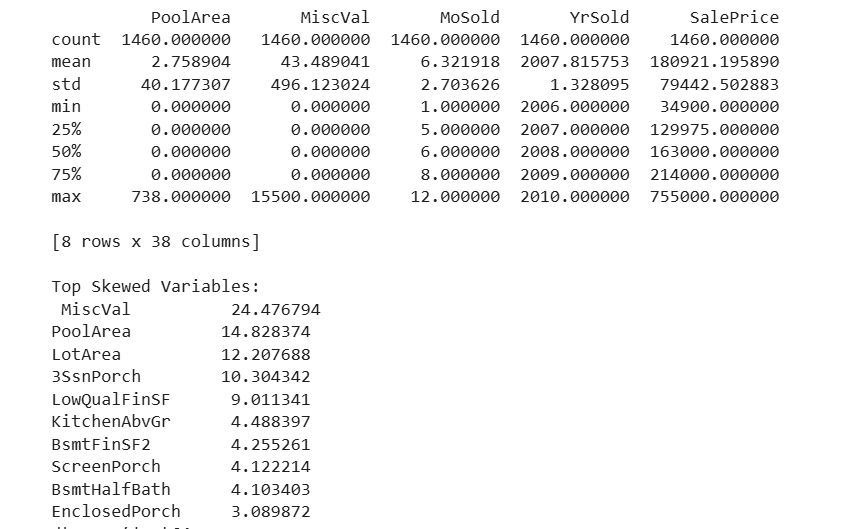 PoolArea MiscVal MoSold YrSold SalePrice
count 1460.000000 1460.000000 1460.000000 1460.000000 1460.000000
mean 2.758904 43.489041 6.321918 2007.815753 180921.195890
std 40.177307 496.123024 2.703626 1.328095 79442.502883
min 0.000000 0.000000 1.000000 2006.000000 34900.000000
25% 0.000000 0.000000 5.000000 2007.000000 129975.000000
50% 0.000000 0.000000 6.000000 2008.000000 163000.000000
75% 0.000000 0.000000 8.000000 2009.000000 214000.000000
max 738.000000 15500.000000 12.000000 2010.000000 755000.000000
[8 rows x 38 columns]
Top Skewed Variables:
MiscVal 24.476794
PoolArea 14.828374
LotArea 12.207688
3SsnPorch 10.304342
LowQualFinSF 9.011341
KitchenAbvGr 4.488397
BsmtFinSF2 4.255261
ScreenPorch 4.122214
BsmtHalfBath 4.103403
EnclosedPorch 3.089872